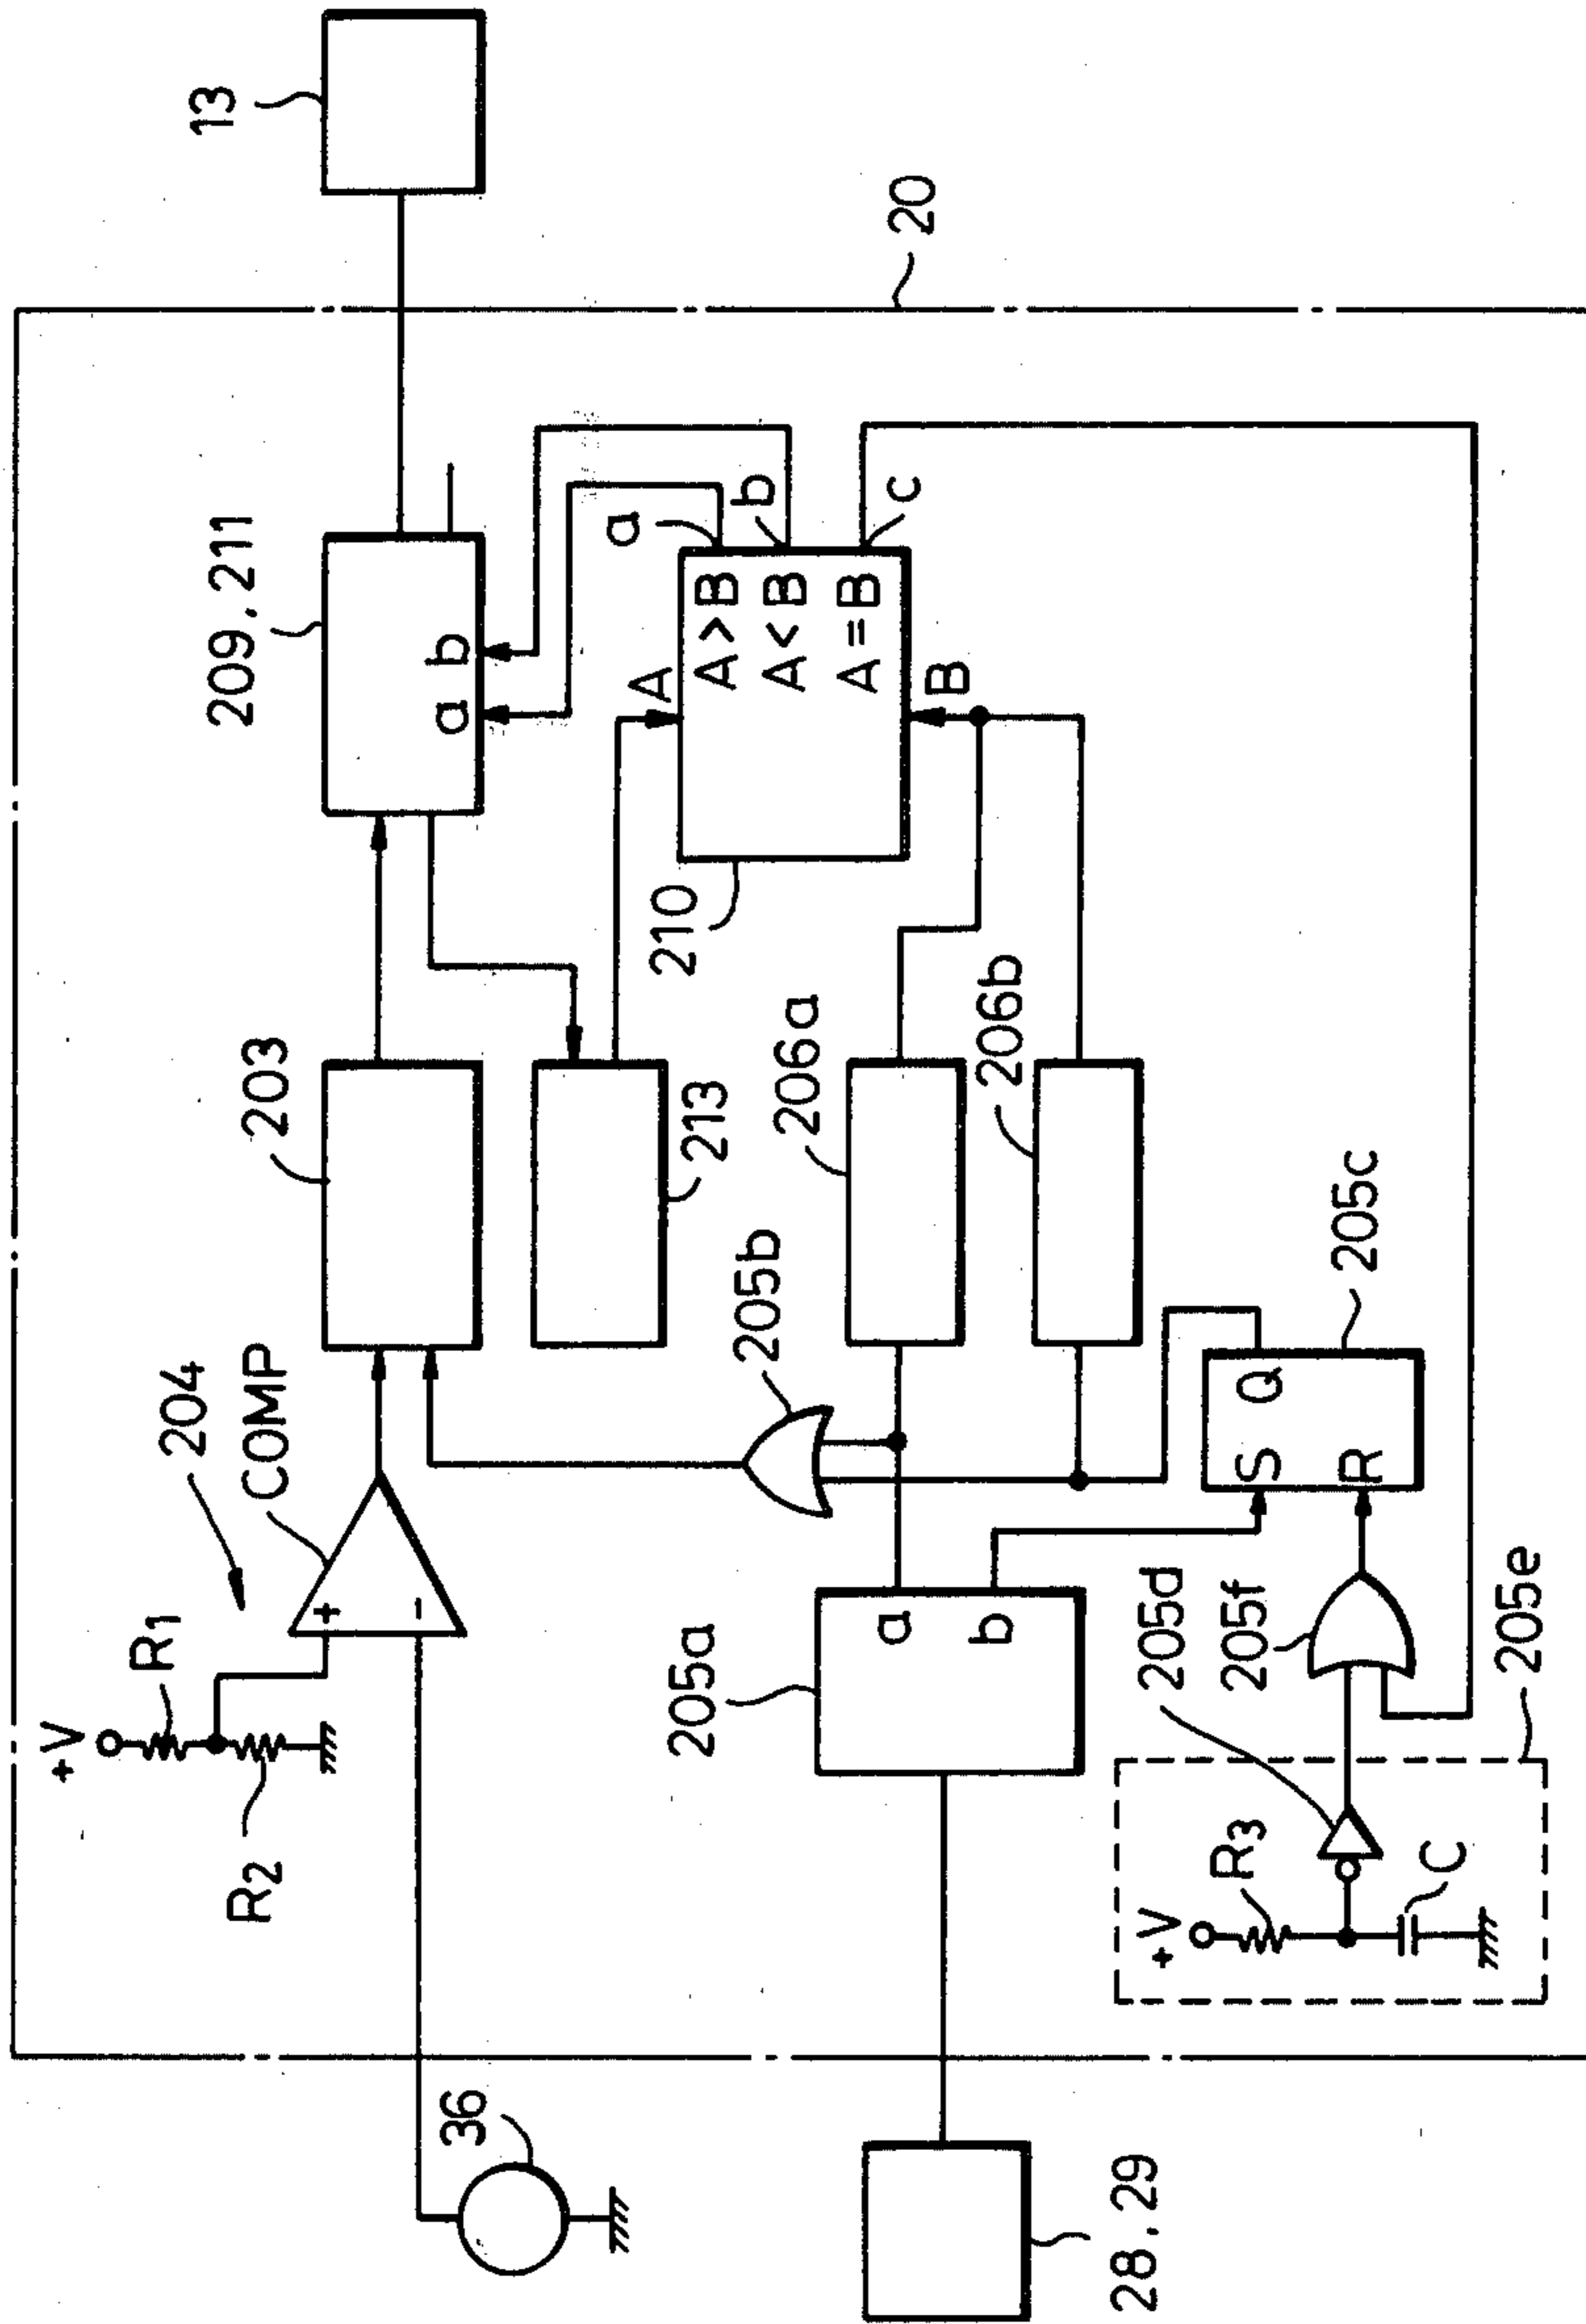 13
20
209, 211
a b
203
204
COMP
+
-
+V
R1
R2
36
213
A
a
b
c
A>B
A<B
A=B
B
210
206a
206b
205b
205a
a
b
205c
S Q
R
205d
205f
205e
+V
R3
C
28, 29